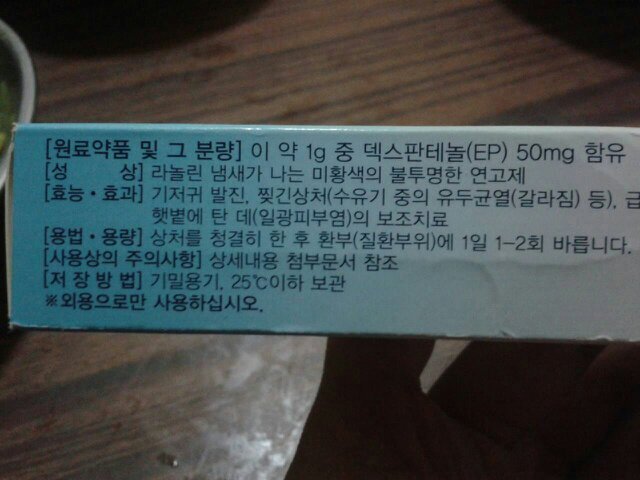 [원료약품 및 그 분량] 이 약 1g 중 덱스판테놀(EP) 50mg 함유
[성 상] 라놀린 냄새가 나는 미황색의 불투명한 연고제
[효능·효과] 기저귀 발진, 찢긴상처(수유기 중의 유두균열(갈라짐) 등), 급
햇볕에 탄 데(일광피부염)의 보조치료
[용법·용량] 상처를 청결히 한 후 환부(질환부위)에 1일 1-2회 바릅니다.
[사용상의 주의사항] 상세내용 첨부문서 참조
[저 장 방 법] 기밀용기, 25℃이하 보관
※외용으로만 사용하십시오.